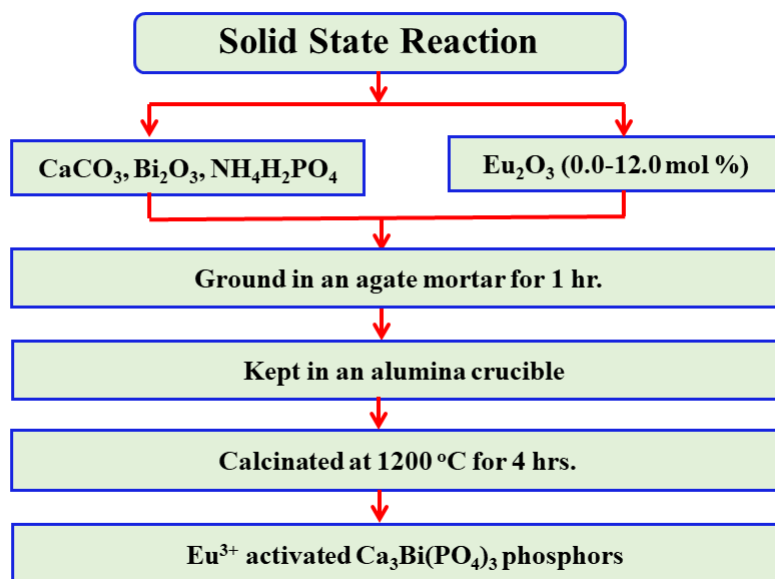 Solid State Reaction
CaCO₃, Bi₂O₃, NH₄H₂PO₄
Eu₂O₃ (0.0-12.0 mol %)
Ground in an agate mortar for 1 hr.
Kept in an alumina crucible
Calcinated at 1200 ᵒC for 4 hrs.
Eu³⁺ activated Ca₃Bi(PO₄)₃ phosphors